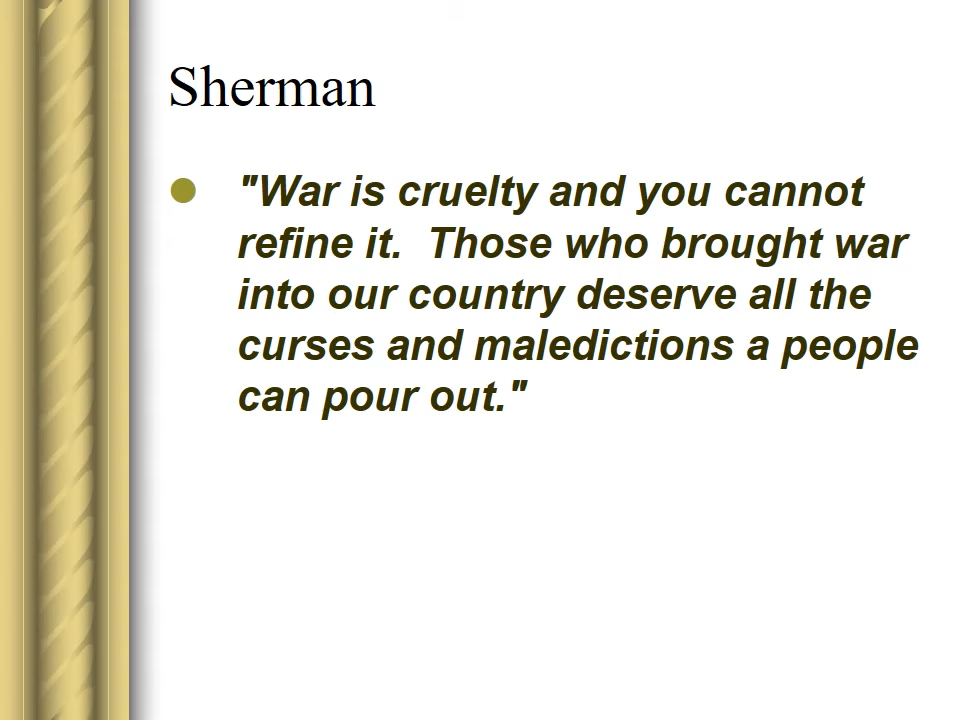 Sherman
"War is cruelty and you cannot
refine it.  Those who brought war
into our country deserve all the
curses and maledictions a people
can pour out."